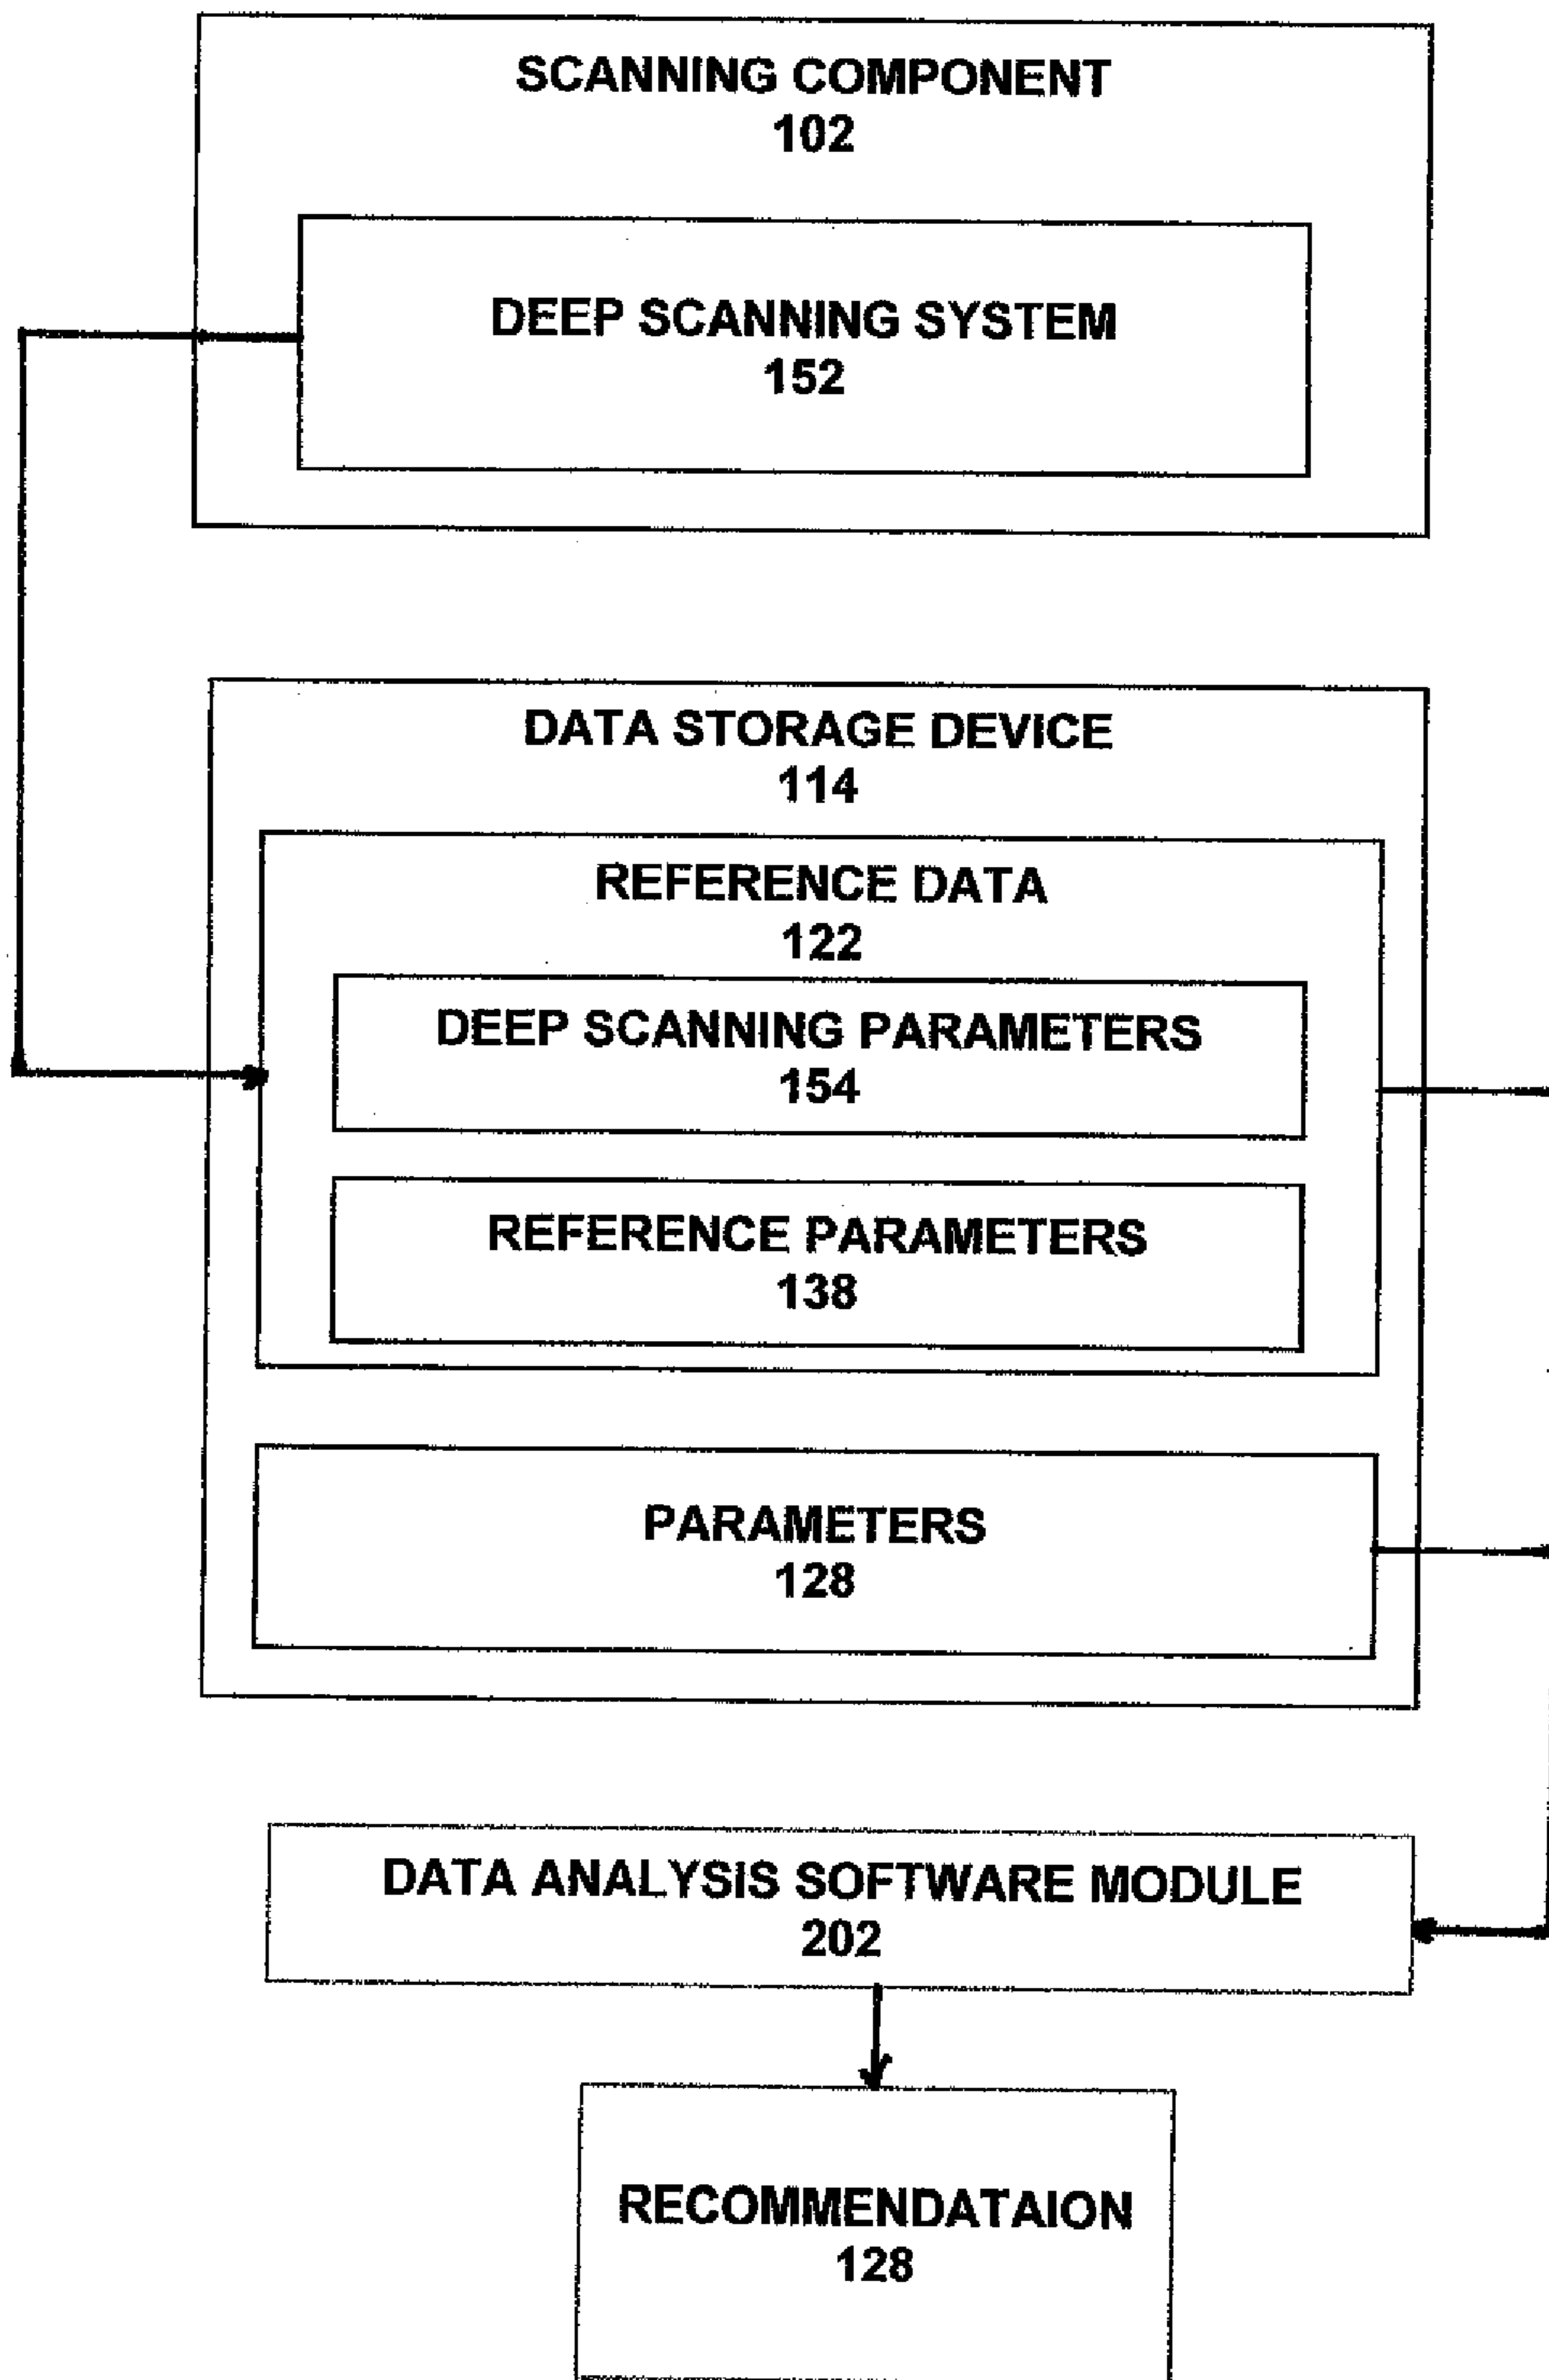 SCANNING COMPONENT
102
DEEP SCANNING SYSTEM
152
DATA STORAGE DEVICE
114
REFERENCE DATA
122
DEEP SCANNING PARAMETERS
154
REFERENCE PARAMETERS
138
PARAMETERS
128
DATA ANALYSIS SOFTWARE MODULE
202
RECOMMENDATAION
128